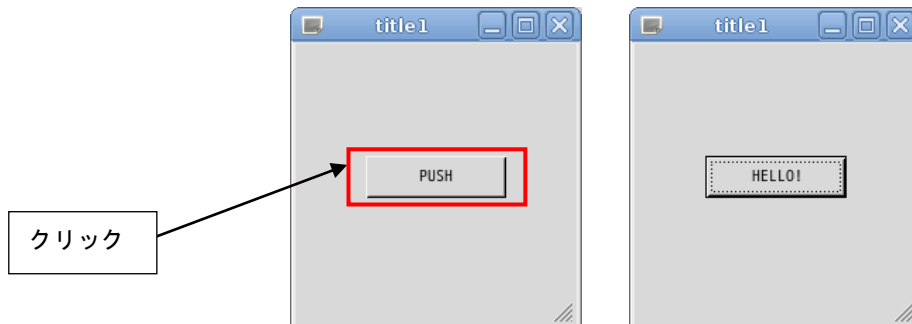 title1
PUSH
クリック
title1
HELLO!